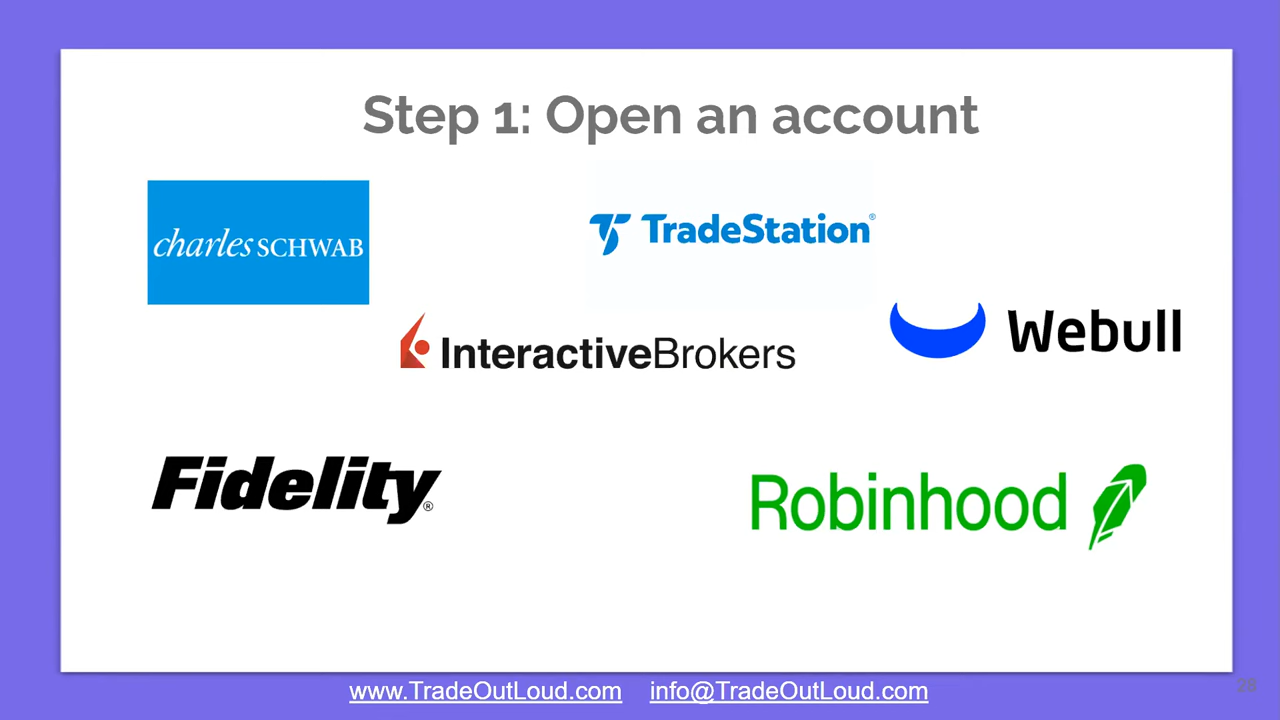 Step 1: Open an account
charles SCHWAB
TradeStation®
InteractiveBrokers
Webull
Fidelity®
Robinhood
www.TradeOutLoud.com info@TradeOutLoud.com
28